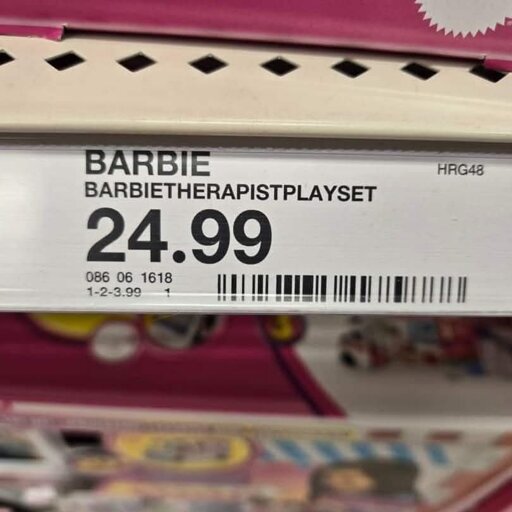 BARBIE
HRG48
BARBIETHERAPISTPLAYSET
24.99
086 06 1618
1-2-3.99 1